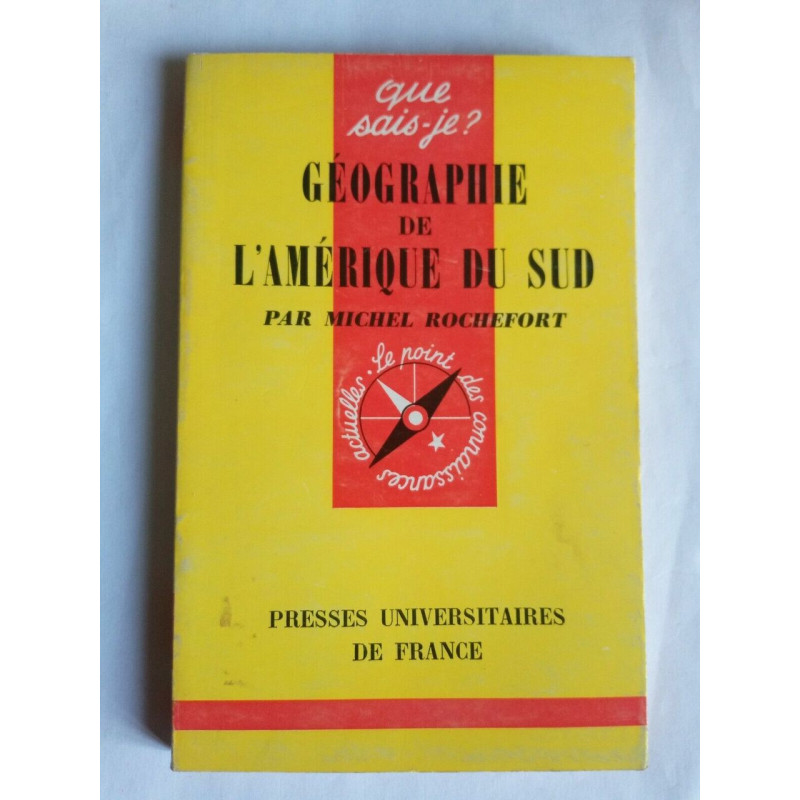 que
sais-je?
GÉOGRAPHIE
DE
L'AMÉRIQUE DU SUD
PAR MICHEL ROCHEFORT
Le point des connaissances actuelles.
PRESSES UNIVERSITAIRES
DE FRANCE